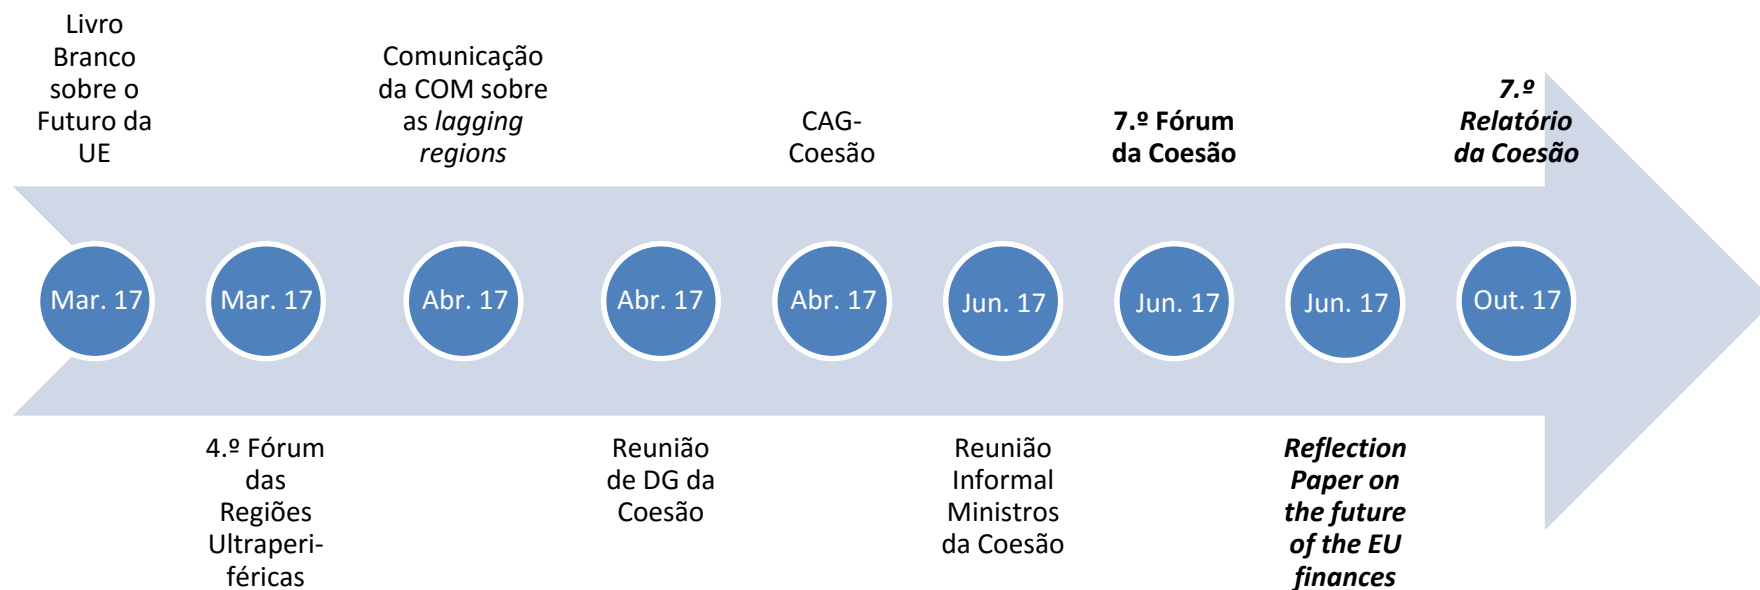 Livro
Branco
sobre o
Futuro da
UE
Comunicação
da COM sobre
as lagging
regions
CAG-
Coesão
7.º Fórum
da Coesão
7.º
Relatório
da Coesão
Mar. 17
Mar. 17
Abr. 17
Abr. 17
Abr. 17
Jun. 17
Jun. 17
Jun. 17
Out. 17
4.º Fórum
das
Regiões
Ultraperi-
féricas
Reunião
de DG da
Coesão
Reunião
Informal
Ministros
da Coesão
Reflection
Paper on
the future
of the EU
finances